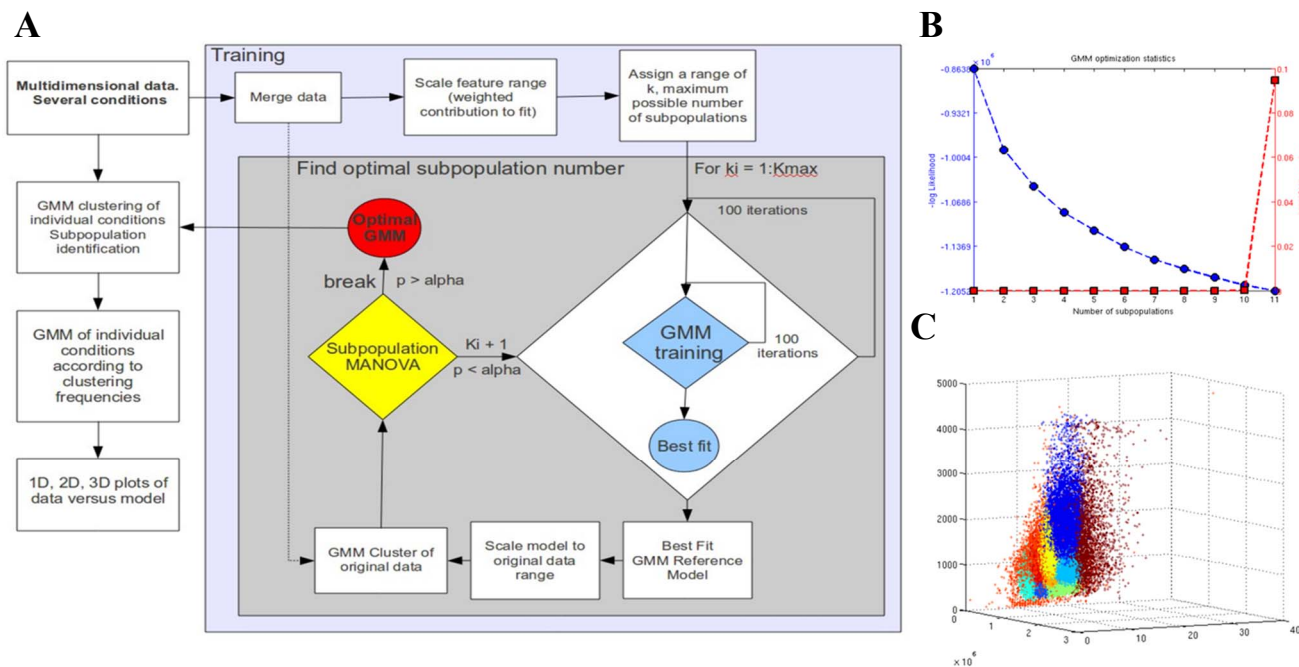 A
Training
Multidimensional data.
Several conditions
Merge data
Scale feature range
(weighted
contribution to fit)
Assign a range of
k, maximum
possible number
of subpopulations
Find optimal subpopulation number
For ki = 1:Kmax
100 iterations
GMM clustering of
individual conditions
Subpopulation
identification
Optimal
GMM
break
p > alpha
GMM of individual
conditions
according to
clustering
frequencies
Subpopulation
MANOVA
Ki + 1
p < alpha
GMM
training
100
iterations
Best fit
1D, 2D, 3D plots of
data versus model
GMM Cluster of
original data
Scale model to
original data
range
Best Fit
GMM Reference
Model
B
GMM optimization statistics
× 10⁶
-0.8638
-0.9321
-1.0004
-1.0686
-1.1369
-1.2052
-log Likelihood
0.1
0.08
0.06
0.04
0.02
1 2 3 4 5 6 7 8 9 10 11
Number of subpopulations
C
5000
4000
3000
2000
1000
0
0 1 2 3
× 10⁶
0 10 20 30 40